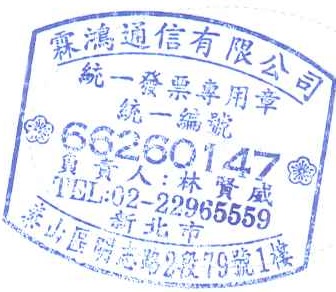 霖鴻通信有限公司
統一發票專用章
統一編號
66260147
負責人:林賢威
TEL:02-22965559
新北市
泰山區明志路2段79號1樓